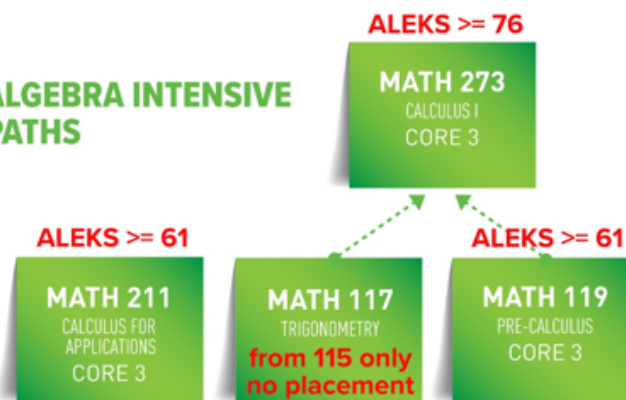 ALEKS >= 76
MATH 273
CALCULUS I
CORE 3
ALGEBRA INTENSIVE
PATHS
ALEKS >= 61
MATH 211
CALCULUS FOR
APPLICATIONS
CORE 3
MATH 117
TRIGONOMETRY
from 115 only
no placement
ALEKS >= 61
MATH 119
PRE-CALCULUS
CORE 3